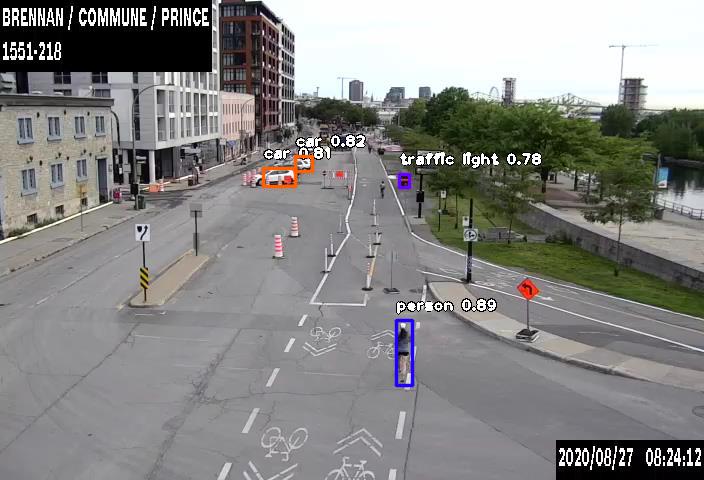 BRENNAN / COMMUNE / PRINCE
1551-218
car 0.82
car 0.81
traffic light 0.78
person 0.89
2020/08/27 08:24:12